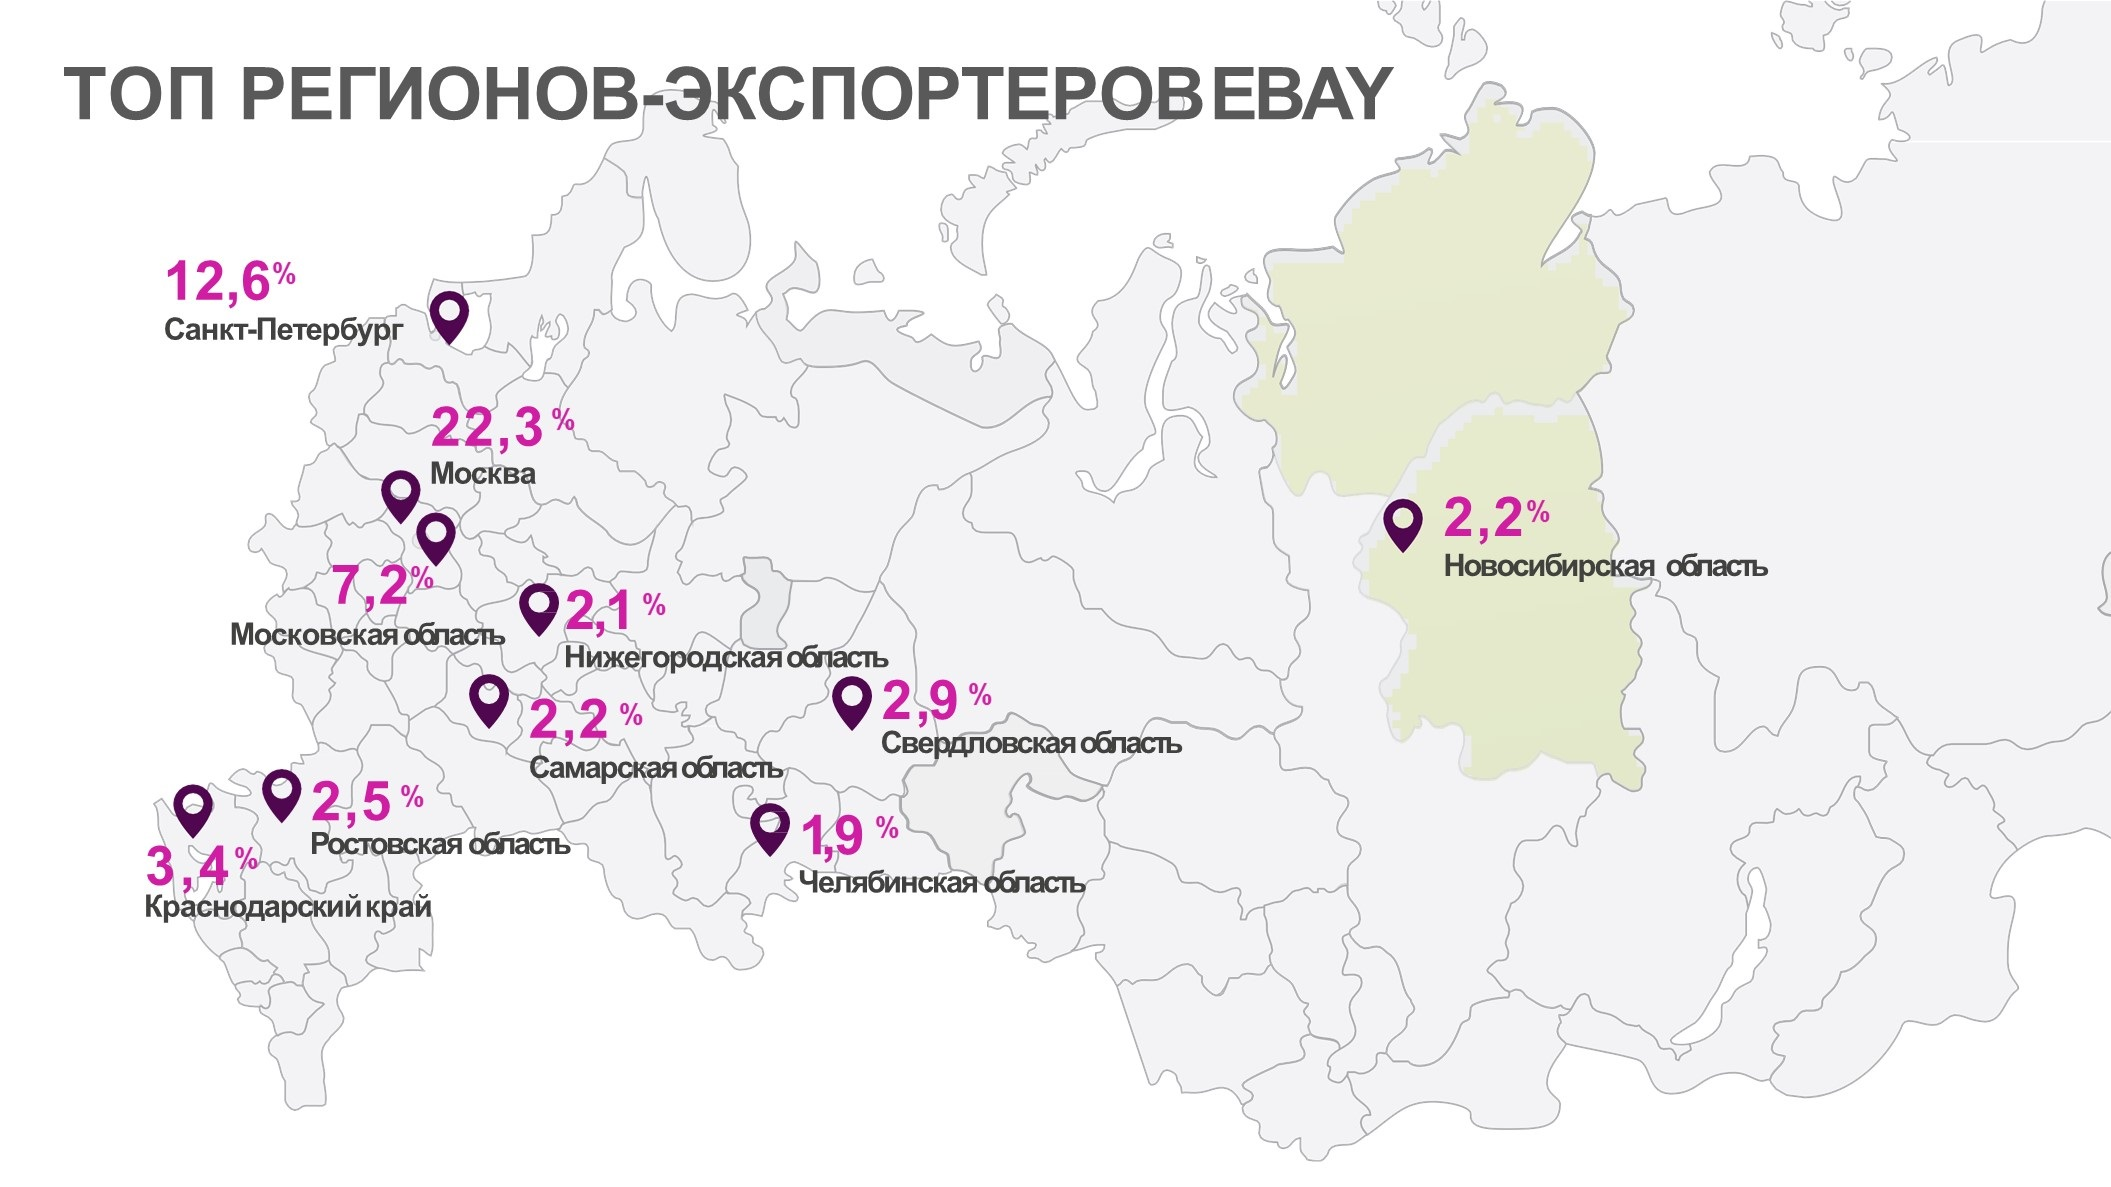 ТОП РЕГИОНОВ-ЭКСПОРТЕРОВ EBAY
12,6%
Санкт-Петербург
22,3%
Москва
7,2%
Московская область
2,1%
Нижегородская область
2,2%
Новосибирская область
2,9%
Свердловская область
2,2%
Самарская область
2,5%
Ростовская область
1,9%
Челябинская область
3,4%
Краснодарский край